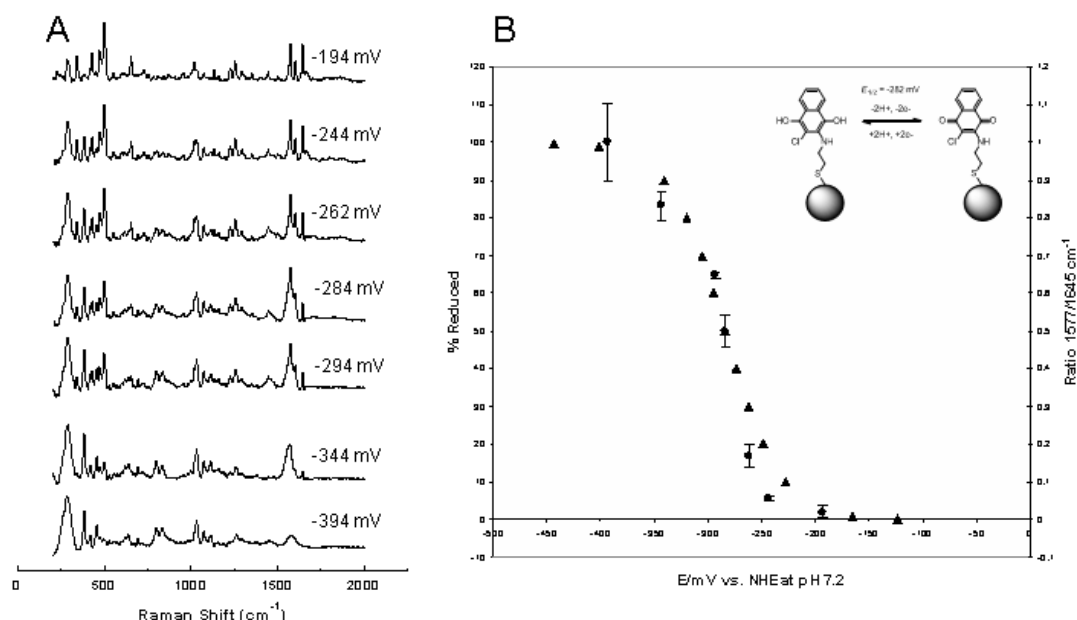 A
-194 mV
-244 mV
-262 mV
-284 mV
-294 mV
-344 mV
-394 mV
0
500
1000
1500
2000
Raman Shift (cm-1)
B
120
110
100
90
80
70
60
50
40
30
20
10
0
-10
% Reduced
E1/2 = -282 mV
-2H+, -2e-
+2H+, +2e-
HO
OH
Cl
NH
S
O
O
Cl
NH
S
1.2
1.1
1
0.9
0.8
0.7
0.6
0.5
0.4
0.3
0.2
0.1
0
-0.1
Ratio 1577/1645 cm-1
-500
-450
-400
-350
-300
-250
-200
-150
-100
-50
0
E/mV vs. NHEat pH 7.2